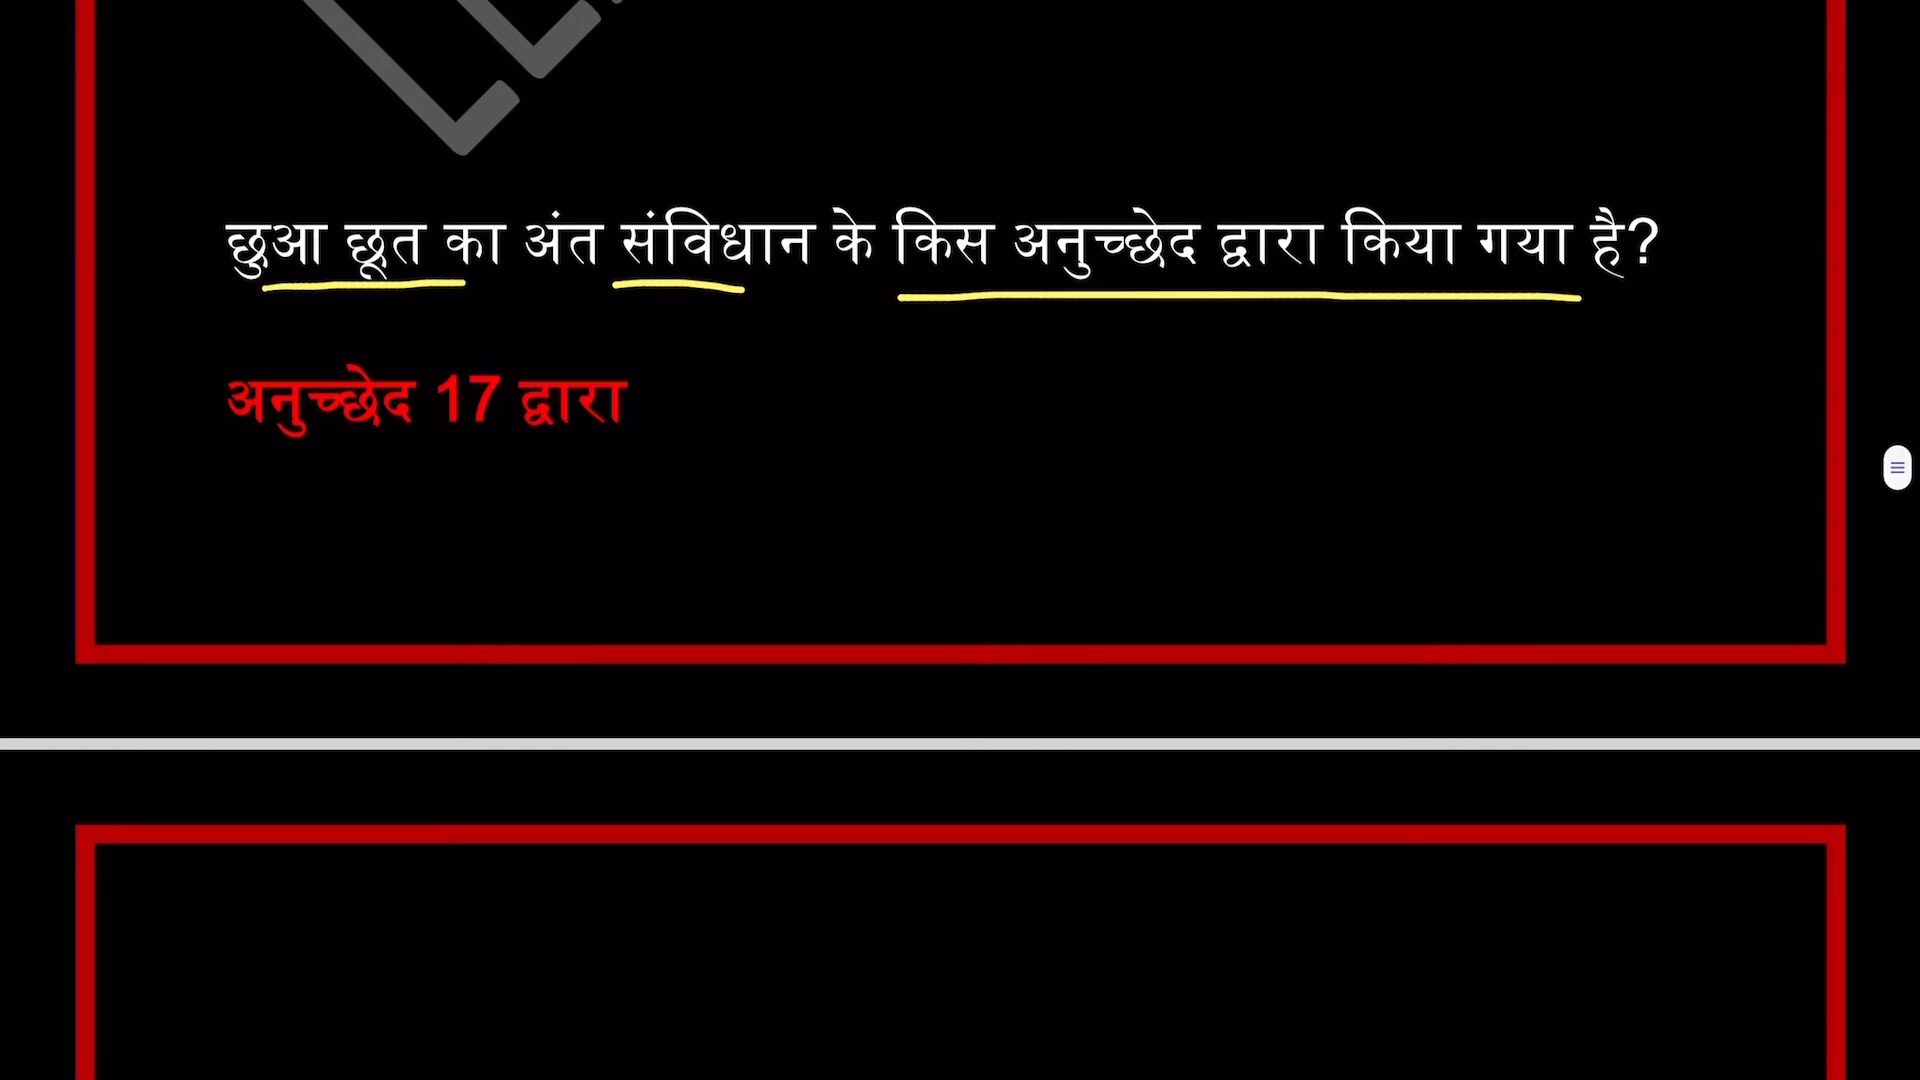 छुआ छूत का अंत संविधान के किस अनुच्छेद द्वारा किया गया है?
अनुच्छेद 17 द्वारा